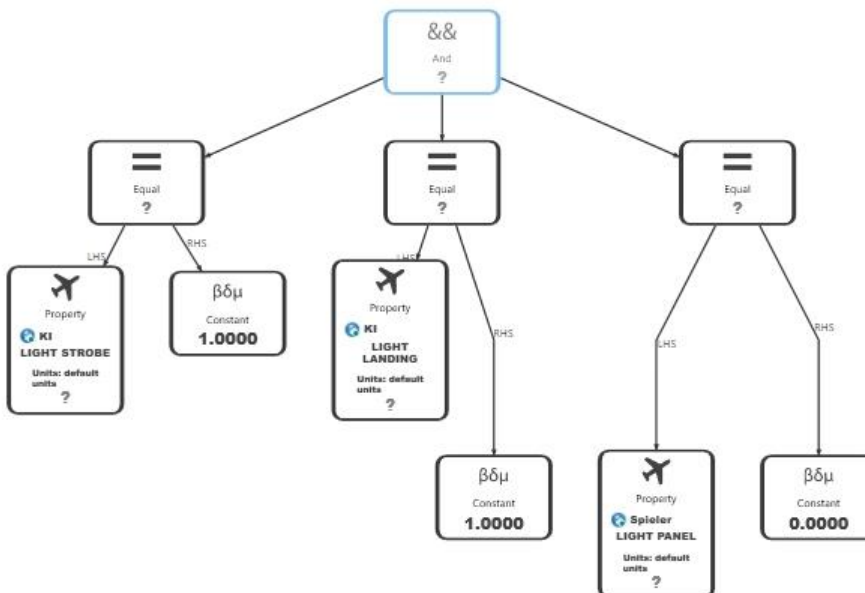 &&
And
?
=
Equal
?
=
Equal
?
=
Equal
?
LHS
RHS
LHS
RHS
LHS
RHS
Property
KI
LIGHT STROBE
Units: default
units
?
βδμ
Constant
1.0000
Property
KI
LIGHT
LANDING
Units: default
units
?
βδμ
Constant
1.0000
Property
Spieler
LIGHT PANEL
Units: default
units
?
βδμ
Constant
0.0000